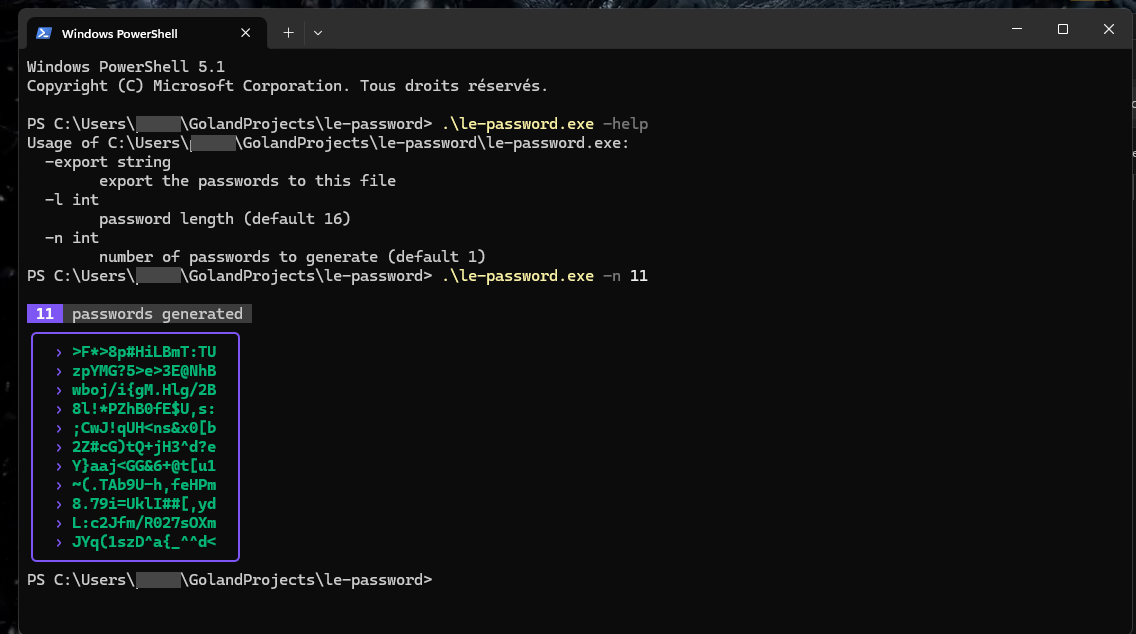 Windows PowerShell
Windows PowerShell 5.1
Copyright (C) Microsoft Corporation. Tous droits réservés.
PS C:\Users\ \GolandProjects\le-password> .\le-password.exe -help
Usage of C:\Users\ \GolandProjects\le-password\le-password.exe:
-export string
export the passwords to this file
-l int
password length (default 16)
-n int
number of passwords to generate (default 1)
PS C:\Users\ \GolandProjects\le-password> .\le-password.exe -n 11
11 passwords generated
› >F*>8p#HiLBmT:TU
› zpYMG?5>e>3E@NhB
› wboj/i{gM.Hlg/2B
› 8l!*PZhB0fE$U,s:
› ;CwJ!qUH<ns&x0[b
› 2Z#cG)tQ+jH3^d?e
› Y}aaj<GG&6+@t[u1
› ~(.TAb9U-h,feHPm
› 8.79i=UklI##[,yd
› L:c2Jfm/R027sOXm
› JYq(1szD^a{_^^d<
PS C:\Users\ \GolandProjects\le-password>